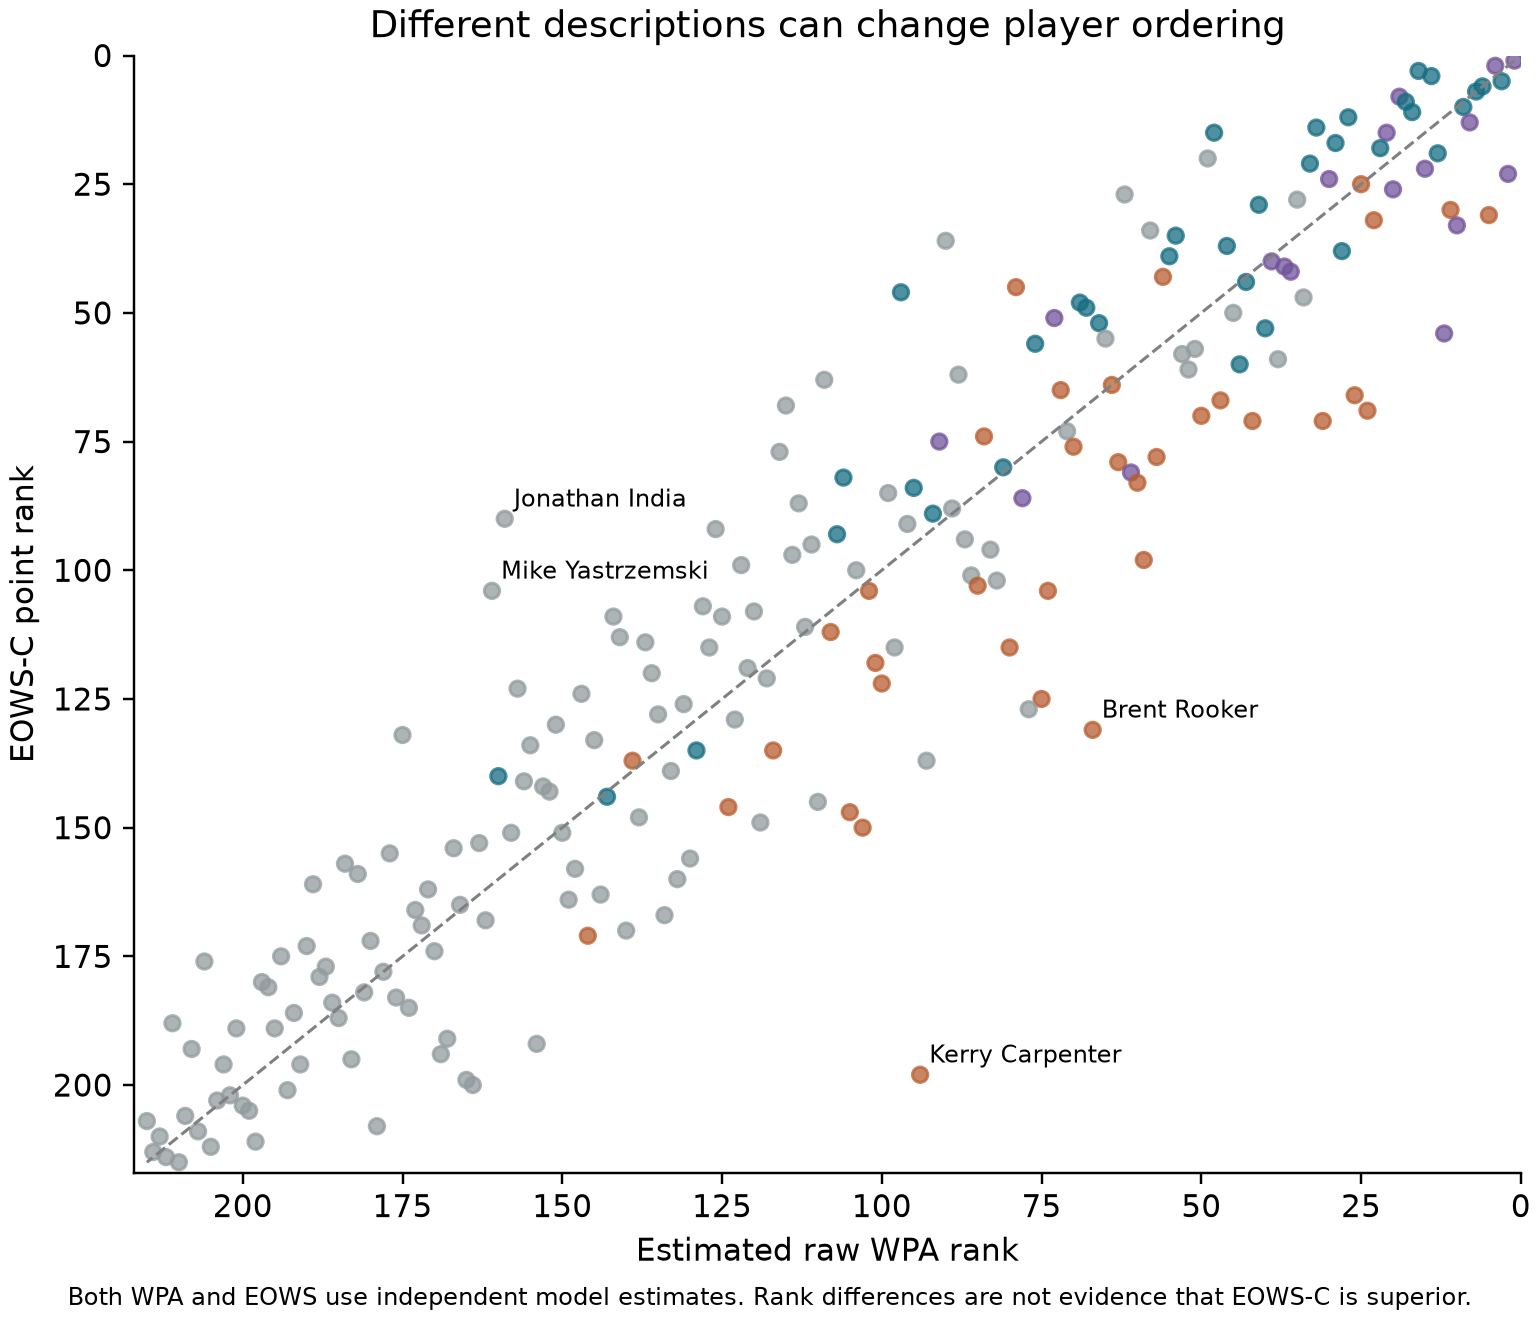 Different descriptions can change player ordering
EOWS-C point rank
0
25
50
75
100
125
150
175
200
Jonathan India
Mike Yastrzemski
Brent Rooker
Kerry Carpenter
200 175 150 125 100 75 50 25 0
Estimated raw WPA rank
Both WPA and EOWS use independent model estimates. Rank differences are not evidence that EOWS-C is superior.